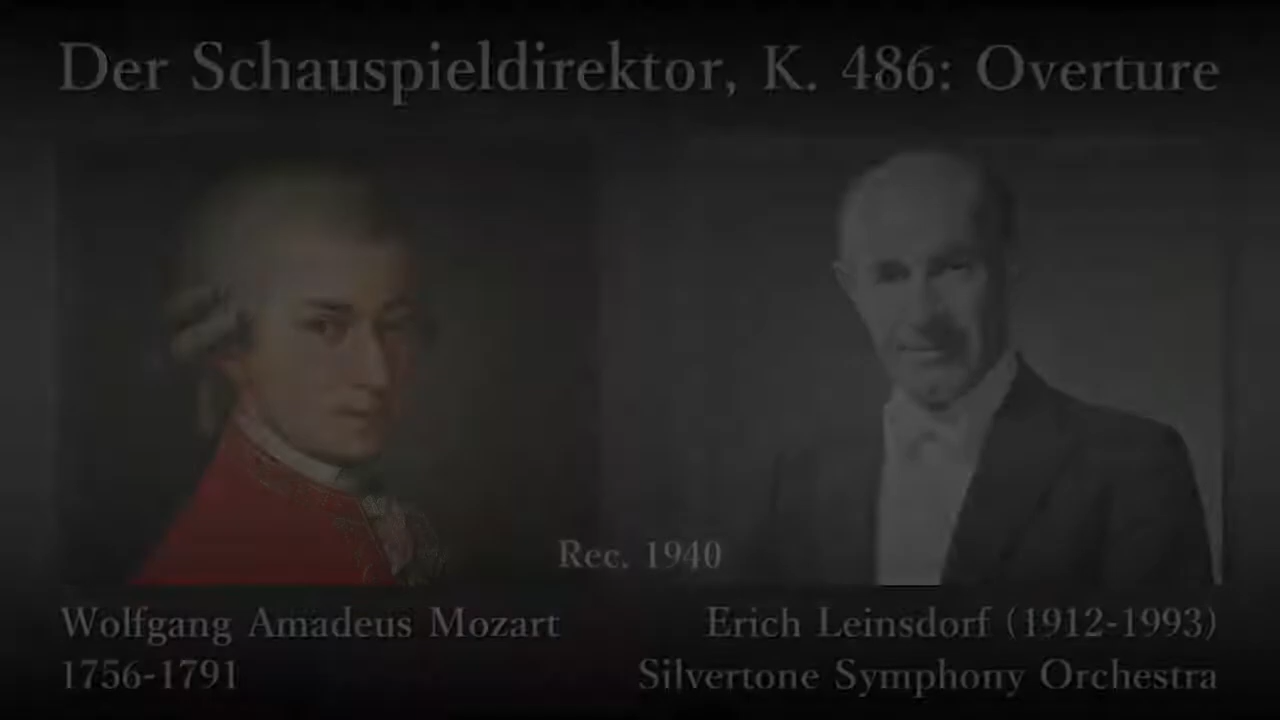 Der Schauspieldirektor, K. 486: Overture
Rec. 1940
Wolfgang Amadeus Mozart
1756-1791
Erich Leinsdorf (1912-1993)
Silvertone Symphony Orchestra